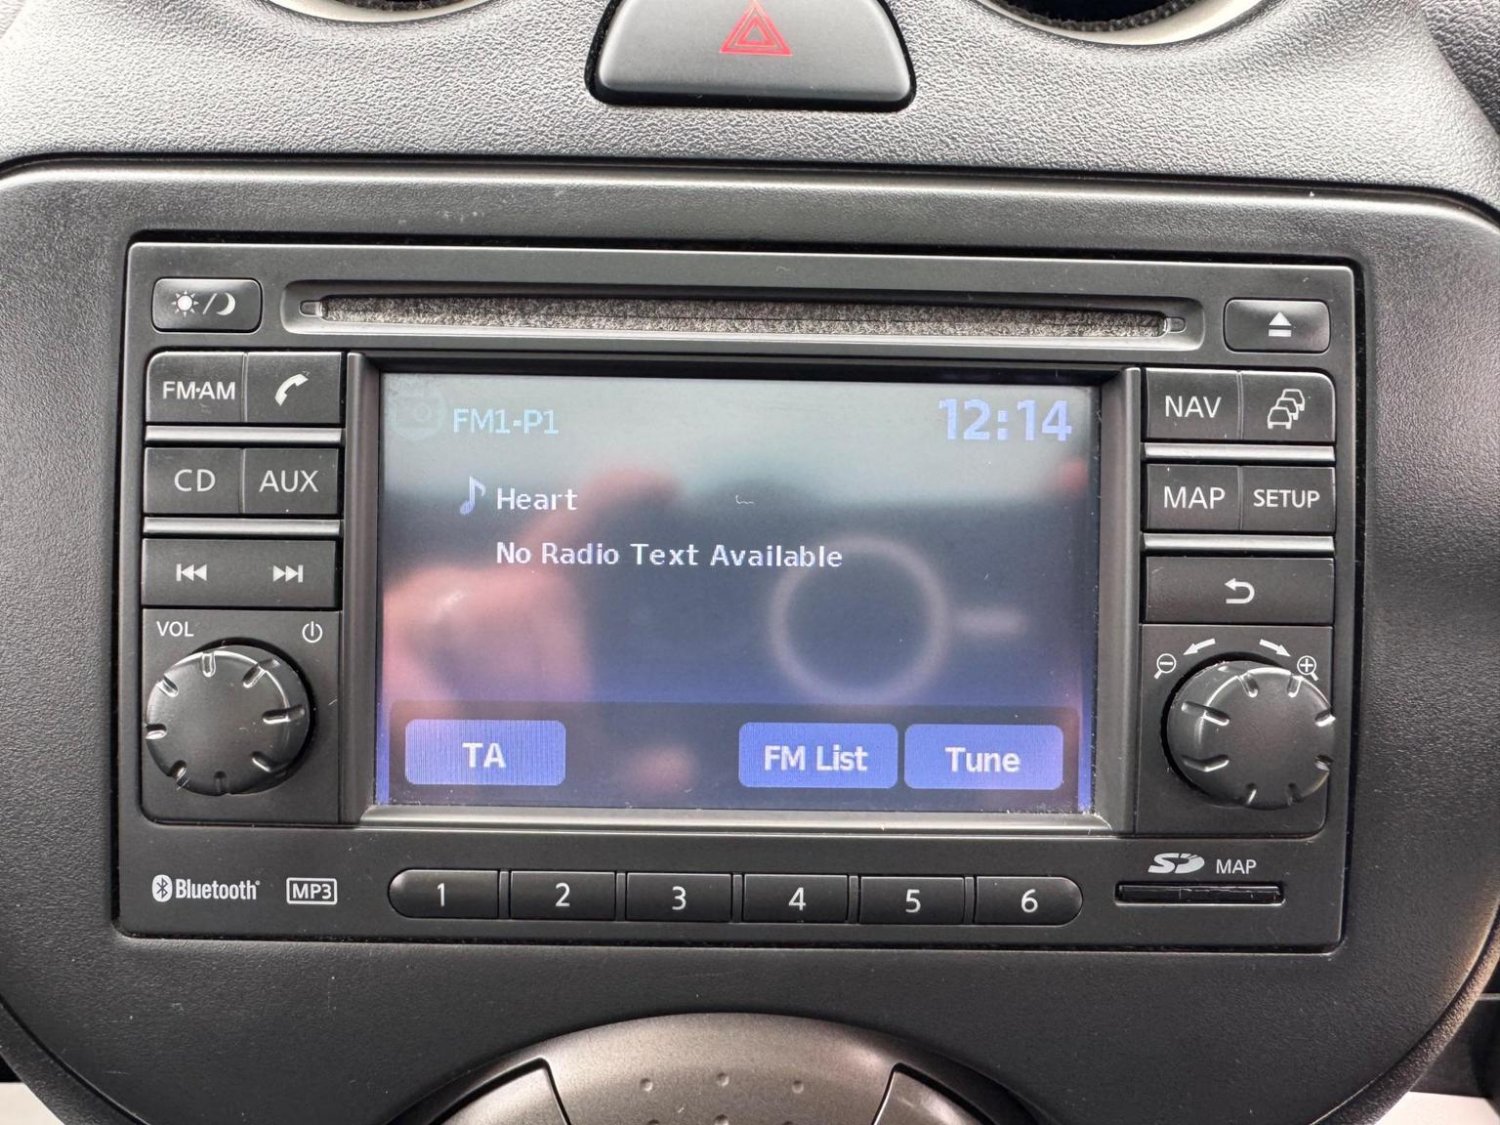 FM·AM
CD AUX
VOL
FM1-P1 12:14
Heart
No Radio Text Available
TA FM List Tune
NAV
MAP SETUP
Bluetooth® MP3
1 2 3 4 5 6
SD MAP